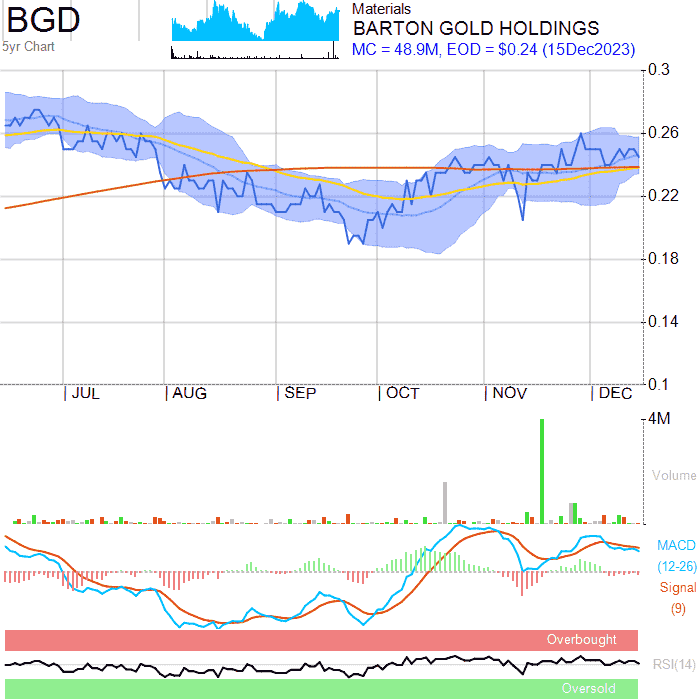 BGD
5yr Chart
Materials
BARTON GOLD HOLDINGS
MC = 48.9M, EOD = $0.24 (15Dec2023)
0.3
0.26
0.22
0.18
0.14
0.1
JUL AUG SEP OCT NOV DEC
4M
Volume
MACD
(12-26)
Signal
(9)
Overbought
RSI(14)
Oversold